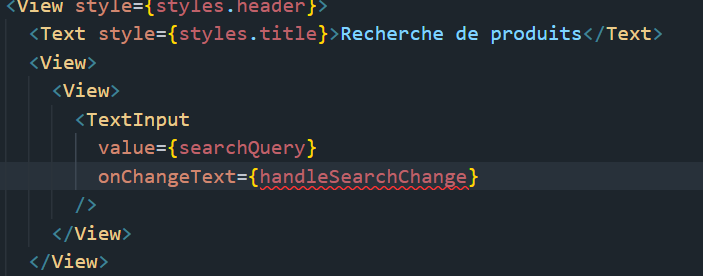 <View style={styles.header}>
<Text style={styles.title}>Recherche de produits</Text>
<View>
<View>
<TextInput
value={searchQuery}
onChangeText={handleSearchChange}
/>
</View>
</View>